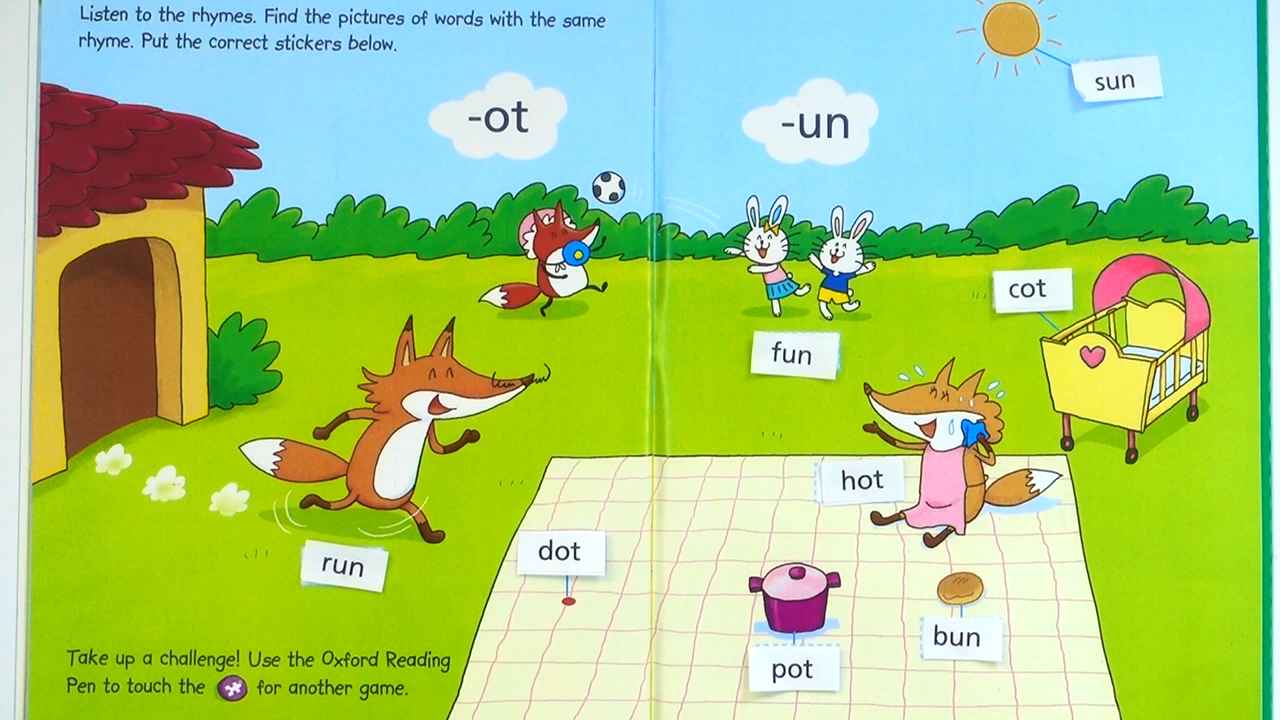 Listen to the rhymes. Find the pictures of words with the same
rhyme. Put the correct stickers below.
sun
-ot
-un
cot
fun
hot
dot
run
bun
pot
Take up a challenge! Use the Oxford Reading
Pen to touch the for another game.